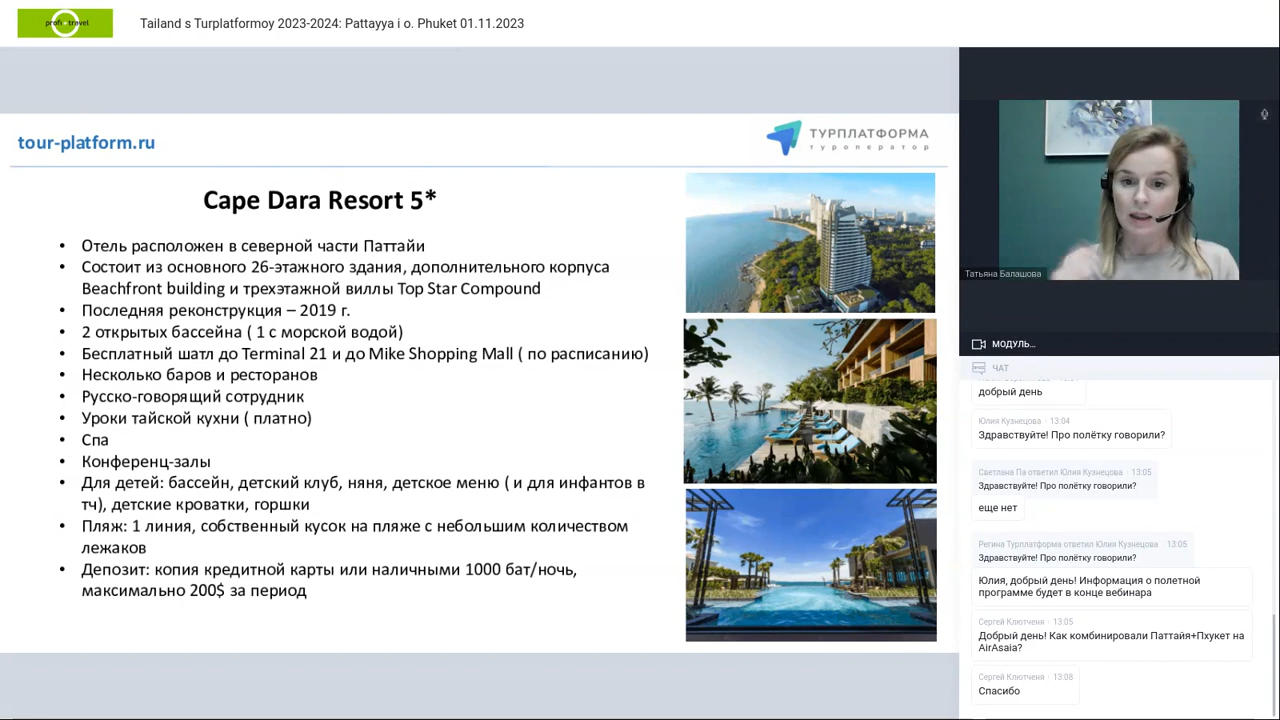 profi travel
Tailand s Turplatformoy 2023-2024: Pattayya i o. Phuket 01.11.2023
tour-platform.ru
ТУРПЛАТФОРМА
туроператор
Cape Dara Resort 5*
• Отель расположен в северной части Паттайи
• Состоит из основного 26-этажного здания, дополнительного корпуса
Beachfront building и трехэтажной виллы Top Star Compound
• Последняя реконструкция – 2019 г.
• 2 открытых бассейна ( 1 с морской водой)
• Бесплатный шатл до Terminal 21 и до Mike Shopping Mall ( по расписанию)
• Несколько баров и ресторанов
• Русско-говорящий сотрудник
• Уроки тайской кухни ( платно)
• Спа
• Конференц-залы
• Для детей: бассейн, детский клуб, няня, детское меню ( и для инфантов в
тч), детские кроватки, горшки
• Пляж: 1 линия, собственный кусок на пляже с небольшим количеством
лежаков
• Депозит: копия кредитной карты или наличными 1000 бат/ночь,
максимально 200$ за период
Татьяна Балашова
МОДУЛЬ...
ЧАТ
добрый день
Юлия Кузнецова · 13:04
Здравствуйте! Про полётку говорили?
Светлана Па ответил Юлия Кузнецова · 13:05
Здравствуйте! Про полётку говорили?
еще нет
Регина Турплатформа ответил Юлия Кузнецова 13:05
Здравствуйте! Про полётку говорили?
Юлия, добрый день! Информация о полетной
программе будет в конце вебинара
Сергей Клютченя · 13:05
Добрый день! Как комбинировали Паттайя+Пхукет на
AirAsaia?
Сергей Клютченя · 13:08
Спасибо